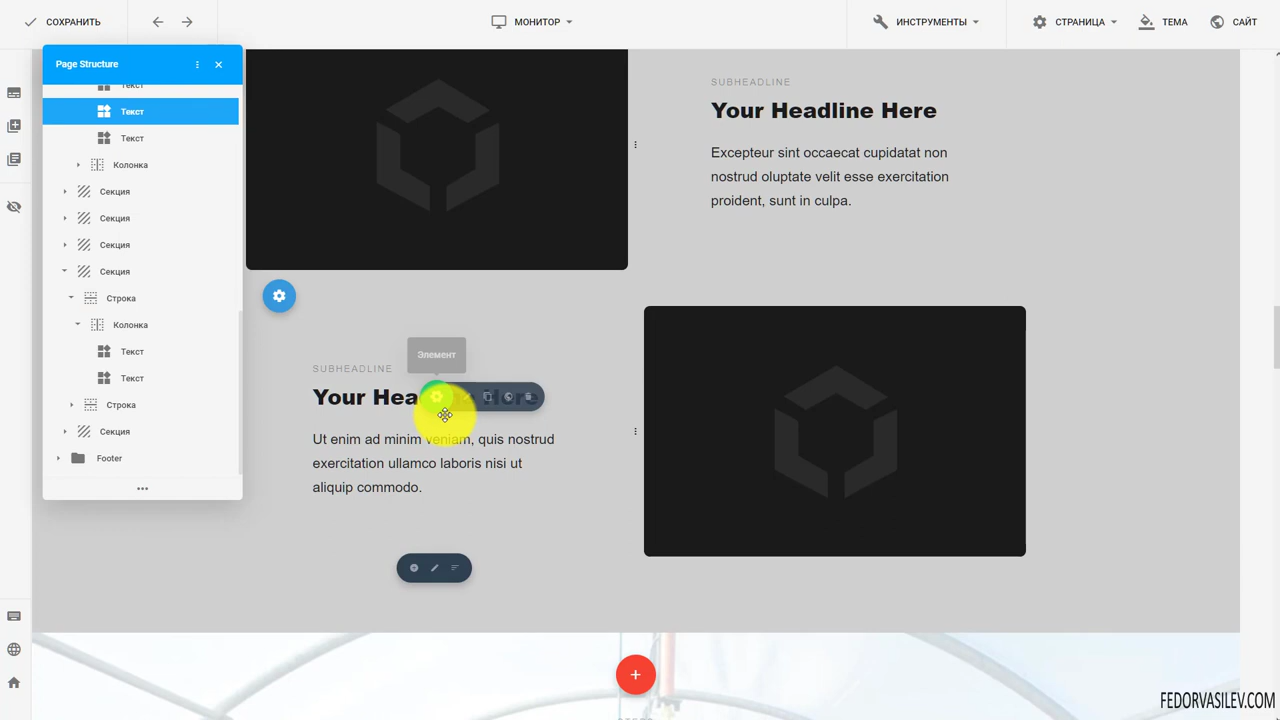 СОХРАНИТЬ
МОНИТОР
ИНСТРУМЕНТЫ
СТРАНИЦА
ТЕМА
САЙТ
Page Structure
Текст
Текст
Текст
Колонка
Секция
Секция
Секция
Секция
Строка
Колонка
Текст
Текст
Строка
Секция
Footer
SUBHEADLINE
Your Headline Here
Excepteur sint occaecat cupidatat non
nostrud oluptate velit esse exercitation
proident, sunt in culpa.
Элемент
SUBHEADLINE
Your Headline Here
Ut enim ad minim veniam, quis nostrud
exercitation ullamco laboris nisi ut
aliquip commodo.
FEDORVASILEV.COM